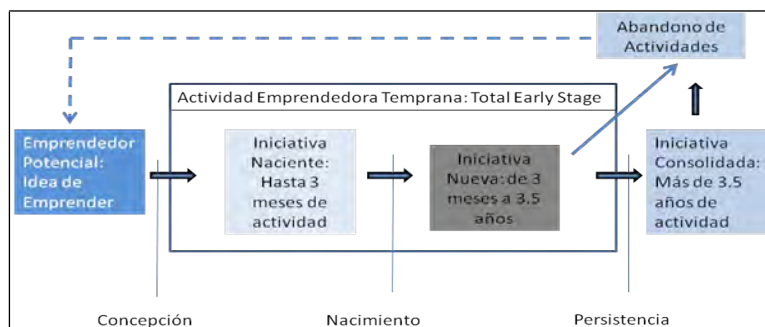 Abandono de
Actividades
Actividad Emprendedora Temprana: Total Early Stage
Emprendedor
Potencial:
Idea de
Emprender
Iniciativa
Naciente:
Hasta 3
meses de
actividad
Iniciativa
Nueva: de 3
meses a 3.5
años
Iniciativa
Consolidada:
Más de 3.5
años de
actividad
Concepción
Nacimiento
Persistencia